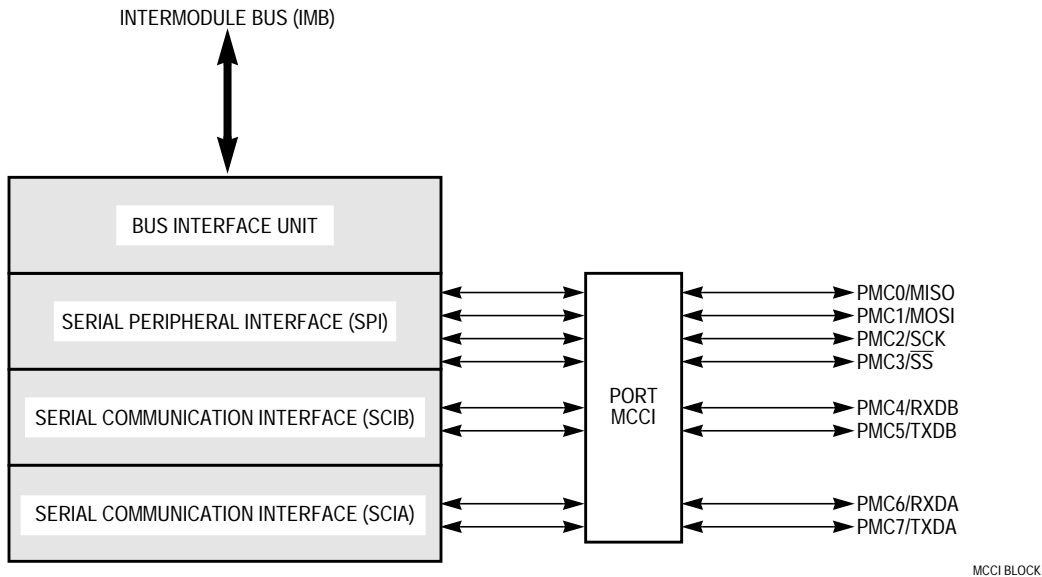 INTERMODULE BUS (IMB)
BUS INTERFACE UNIT
SERIAL PERIPHERAL INTERFACE (SPI)
SERIAL COMMUNICATION INTERFACE (SCIB)
SERIAL COMMUNICATION INTERFACE (SCIA)
PORT
MCCI
PMC0/MISO
PMC1/MOSI
PMC2/SCK
PMC3/S̅S̅
PMC4/RXDB
PMC5/TXDB
PMC6/RXDA
PMC7/TXDA
MCCI BLOCK